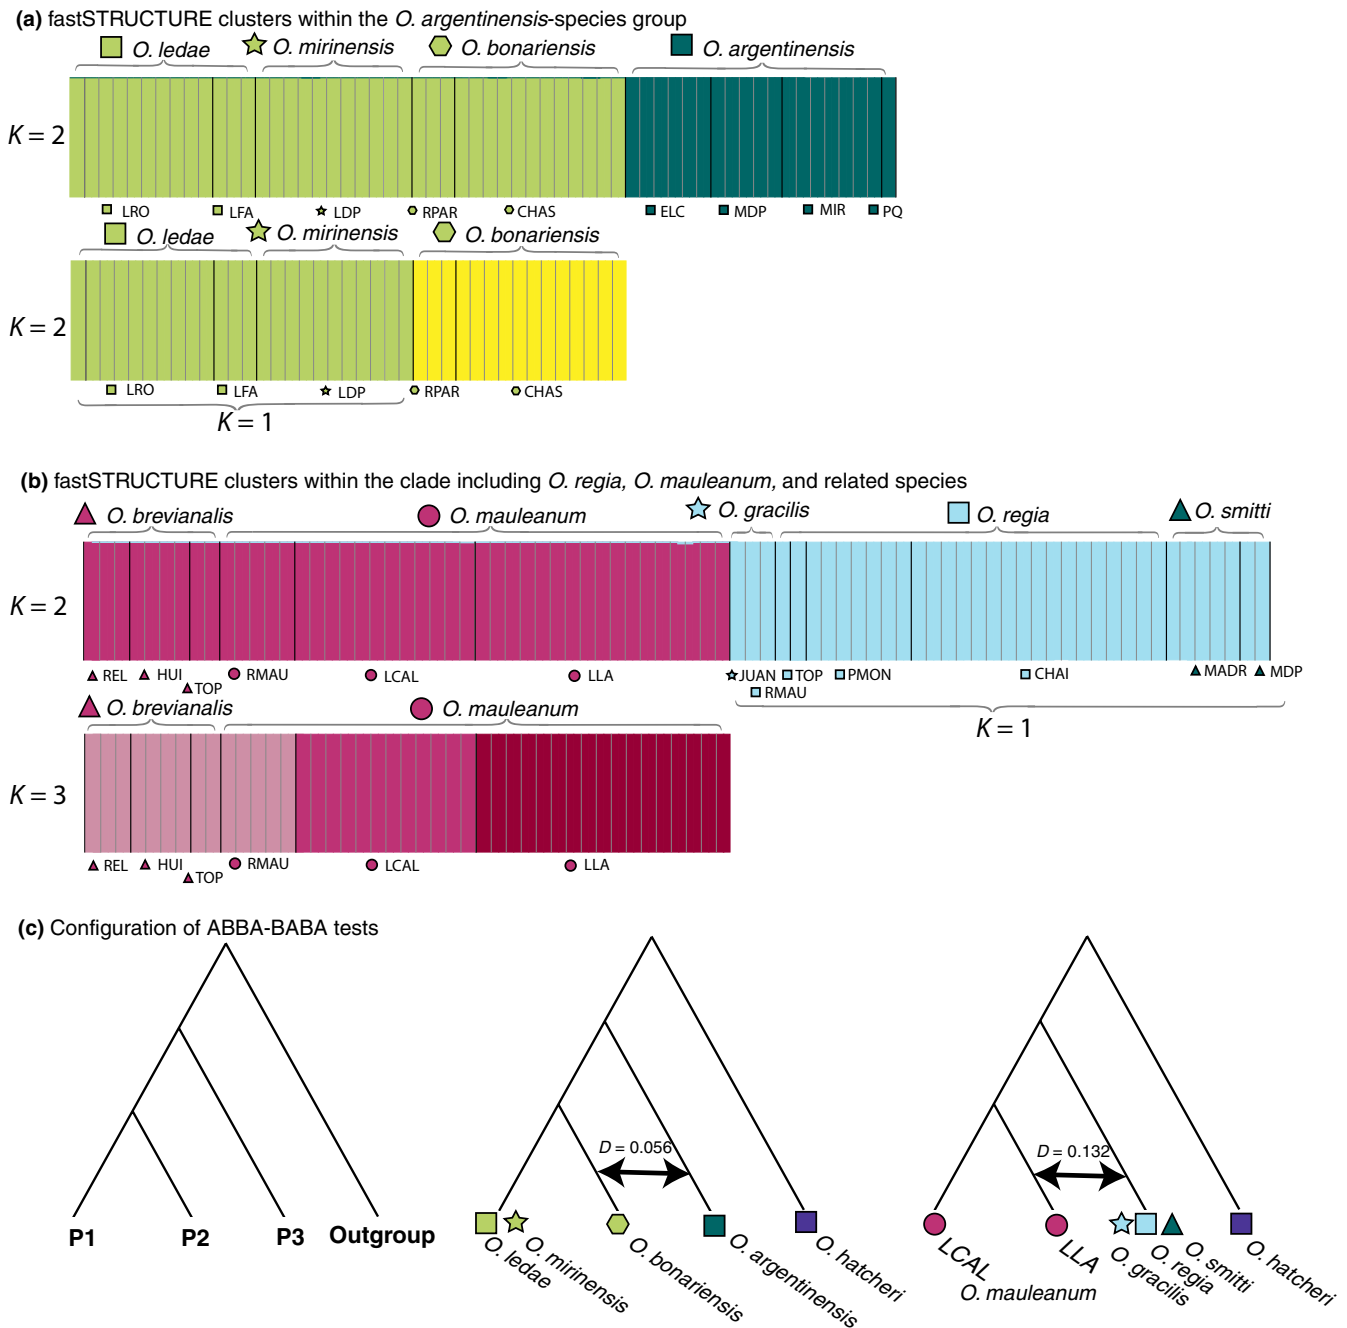 (a) fastSTRUCTURE clusters within the O. argentinensis-species group
O. ledae O. mirinensis O. bonariensis O. argentinensis
K = 2
LRO LFA LDP RPAR CHAS ELC MDP MIR PQ
O. ledae O. mirinensis O. bonariensis
K = 2
LRO LFA LDP RPAR CHAS
K = 1
(b) fastSTRUCTURE clusters within the clade including O. regia, O. mauleanum, and related species
O. brevianalis O. mauleanum O. gracilis O. regia O. smitti
K = 2
REL HUI TOP RMAU LCAL LLA JUAN RMAU TOP PMON CHAI MADR MDP
K = 1
O. brevianalis O. mauleanum
K = 3
REL HUI TOP RMAU LCAL LLA
(c) Configuration of ABBA-BABA tests
P1 P2 P3 Outgroup
D = 0.056
O. ledae O. mirinensis O. bonariensis O. argentinensis O. hatcheri
D = 0.132
LCAL LLA O. gracilis O. regia O. smitti O. hatcheri
O. mauleanum